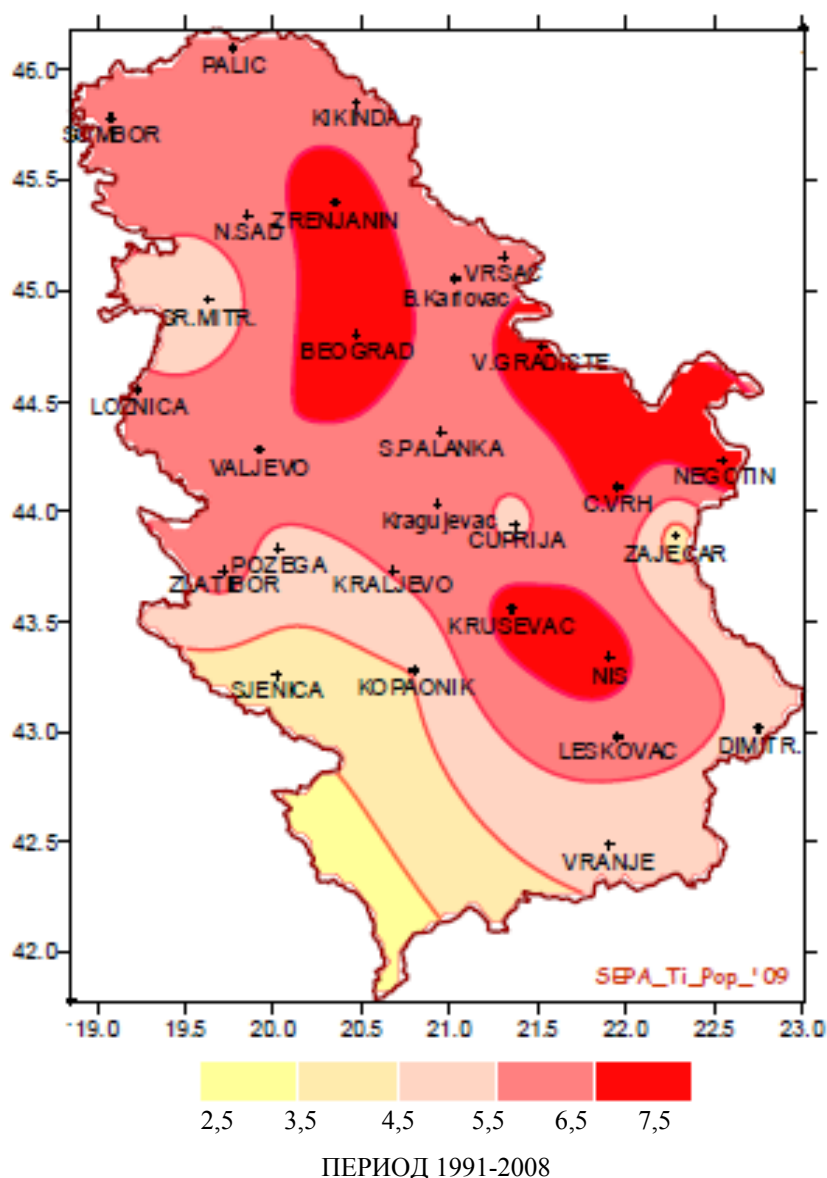 46.0
PALIC
KIKINDA
SOMBOR
45.5
ZRENJANIN
N.SAD
VRSAC
B.Karlovac
45.0
SR.MITR.
BEOGRAD
V.GRADISTE
44.5
LOZNICA
S.PALANKA
VALJEVO
NEGOTIN
C.VRH
44.0
Kragujevac
CUPRIJA
ZAJECAR
POZEGA
ZLATIBOR
KRALJEVO
43.5
KRUSEVAC
NIS
SJENICA
KOPAONIK
43.0
LESKOVAC
DIMITR.
42.5
VRANJE
42.0
SEPA_Ti_Pop_'09
19.0 19.5 20.0 20.5 21.0 21.5 22.0 22.5 23.0
2,5 3,5 4,5 5,5 6,5 7,5
ПЕРИОД 1991-2008